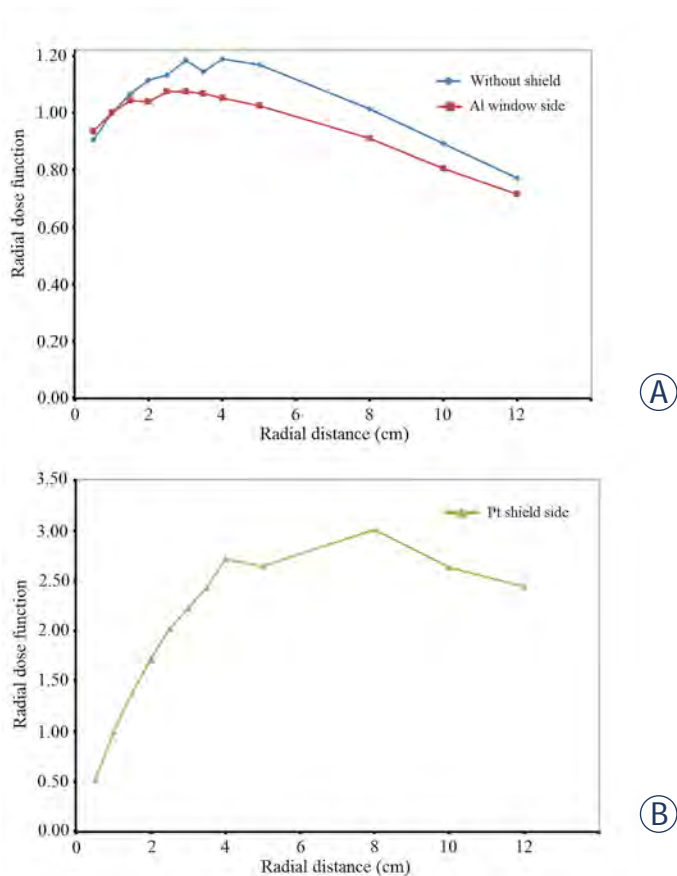 1.20
1.00
0.80
0.60
0.40
0.20
0.00
Radial dose function
Without shield
Al window side
0 2 4 6 8 10 12
Radial distance (cm)
A
3.50
3.00
2.50
2.00
1.50
1.00
0.50
0.00
Radial dose function
Pt shield side
0 2 4 6 8 10 12
Radial distance (cm)
B